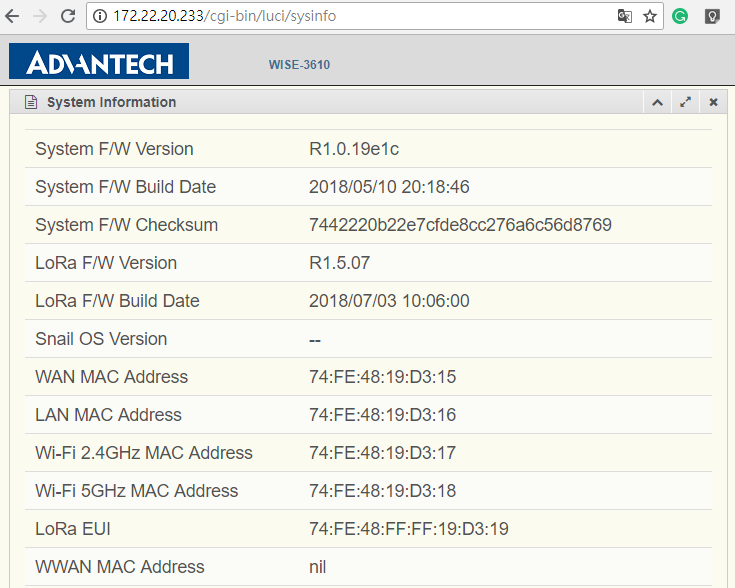 172.22.20.233/cgi-bin/luci/sysinfo
ADVANTECH WISE-3610
System Information
System F/W Version R1.0.19e1c
System F/W Build Date 2018/05/10 20:18:46
System F/W Checksum 7442220b22e7cfde8cc276a6c56d8769
LoRa F/W Version R1.5.07
LoRa F/W Build Date 2018/07/03 10:06:00
Snail OS Version --
WAN MAC Address 74:FE:48:19:D3:15
LAN MAC Address 74:FE:48:19:D3:16
Wi-Fi 2.4GHz MAC Address 74:FE:48:19:D3:17
Wi-Fi 5GHz MAC Address 74:FE:48:19:D3:18
LoRa EUI 74:FE:48:FF:FF:19:D3:19
WWAN MAC Address nil